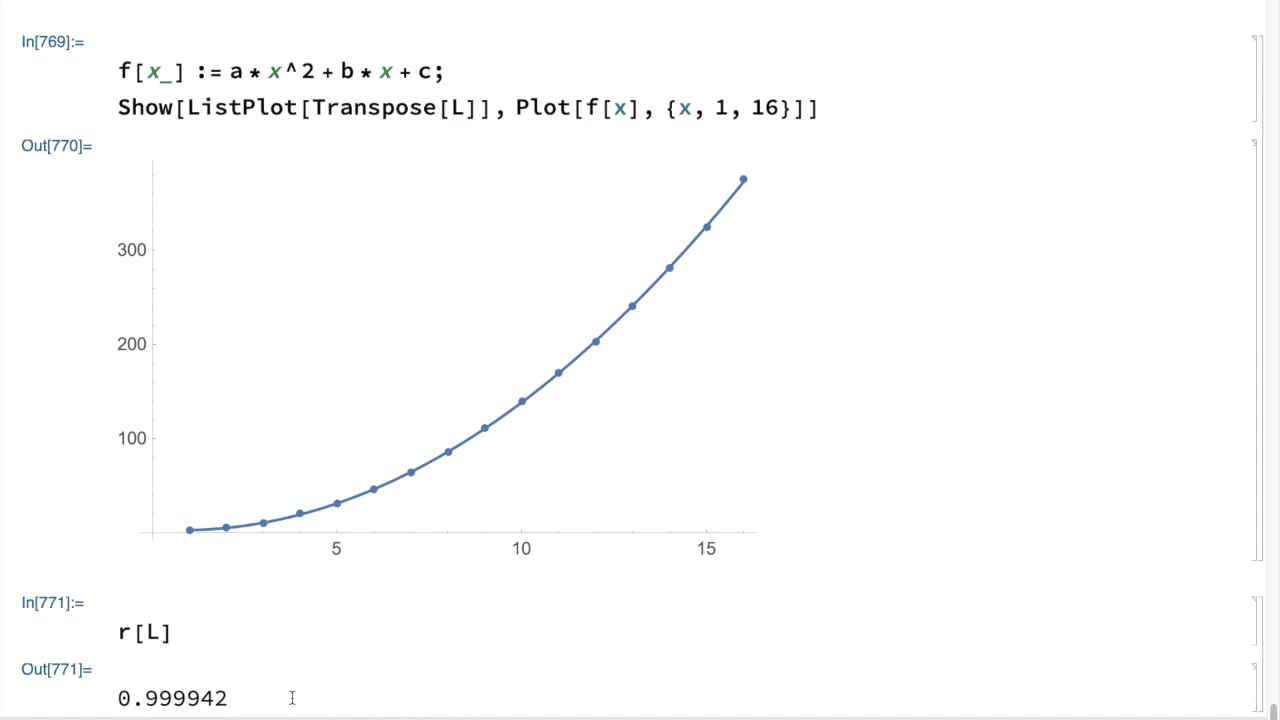 In[769]:=
f[x_] := a * x^2 + b * x + c;
Show[ListPlot[Transpose[L]], Plot[f[x], {x, 1, 16}]]
Out[770]=
300
200
100
5 10 15
In[771]:=
r[L]
Out[771]=
0.999942